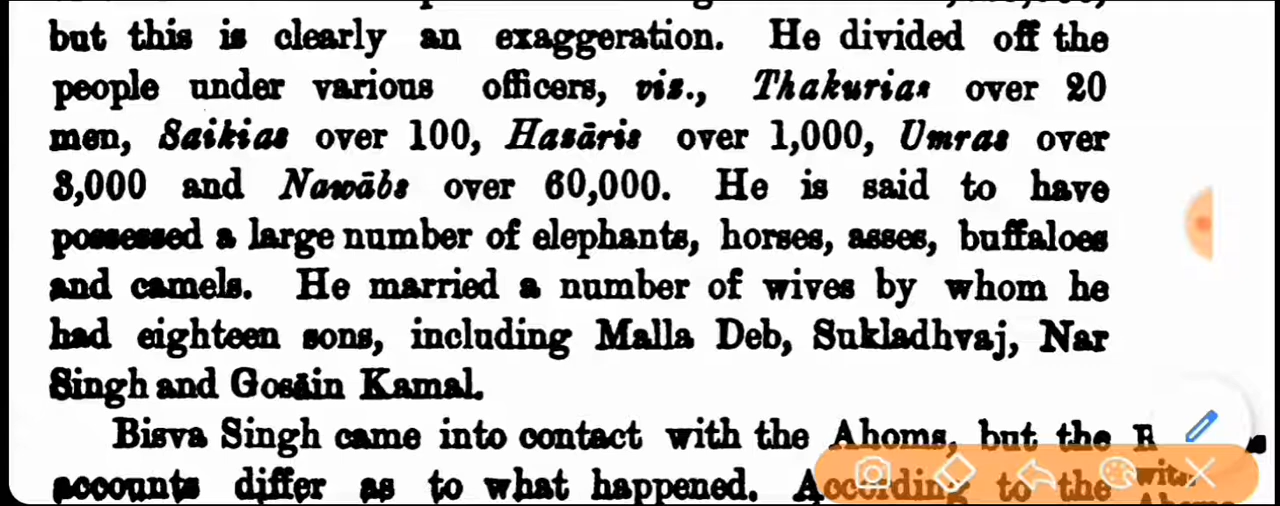 but this is clearly an exaggeration. He divided off the
people under various officers, viz., Thakurias over 20
men, Saikias over 100, Hazāris over 1,000, Umras over
3,000 and Nawābs over 60,000. He is said to have
possessed a large number of elephants, horses, asses, buffaloes
and camels. He married a number of wives by whom he
had eighteen sons, including Malla Deb, Sukladhvaj, Nar
Singh and Gosāin Kamal.
Bisva Singh came into contact with the Ahoms, but the
accounts differ as to what happened. According to the